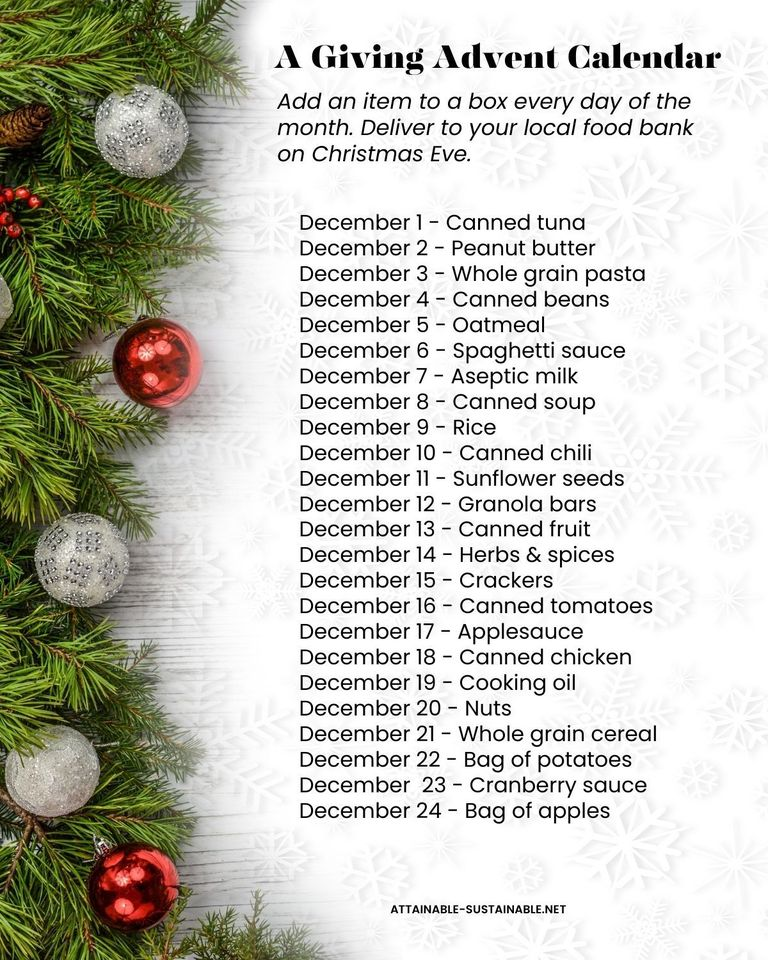 A Giving Advent Calendar
Add an item to a box every day of the
month. Deliver to your local food bank
on Christmas Eve.
December 1 - Canned tuna
December 2 - Peanut butter
December 3 - Whole grain pasta
December 4 - Canned beans
December 5 - Oatmeal
December 6 - Spaghetti sauce
December 7 - Aseptic milk
December 8 - Canned soup
December 9 - Rice
December 10 - Canned chili
December 11 - Sunflower seeds
December 12 - Granola bars
December 13 - Canned fruit
December 14 - Herbs & spices
December 15 - Crackers
December 16 - Canned tomatoes
December 17 - Applesauce
December 18 - Canned chicken
December 19 - Cooking oil
December 20 - Nuts
December 21 - Whole grain cereal
December 22 - Bag of potatoes
December  23 - Cranberry sauce
December 24 - Bag of apples
ATTAINABLE-SUSTAINABLE.NET